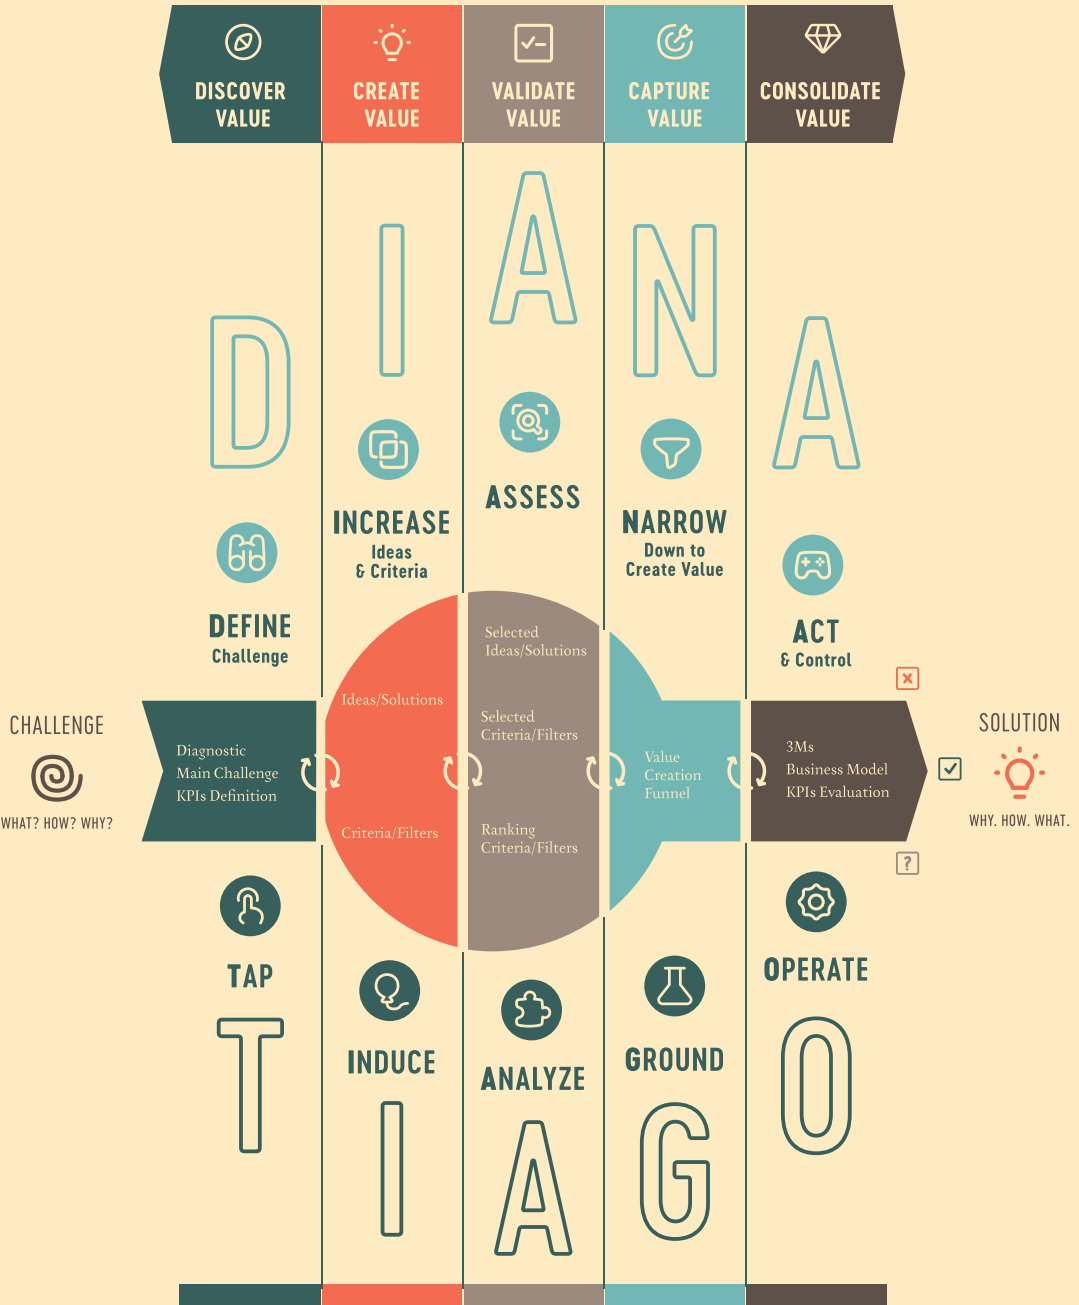 DISCOVER
VALUE
CREATE
VALUE
VALIDATE
VALUE
CAPTURE
VALUE
CONSOLIDATE
VALUE
D
I
A
N
A
DEFINE
Challenge
INCREASE
Ideas
& Criteria
ASSESS
NARROW
Down to
Create Value
ACT
& Control
CHALLENGE
WHAT? HOW? WHY?
Diagnostic
Main Challenge
KPIs Definition
Ideas/Solutions
Criteria/Filters
Selected
Ideas/Solutions
Selected
Criteria/Filters
Ranking
Criteria/Filters
Value
Creation
Funnel
3Ms
Business Model
KPIs Evaluation
?
SOLUTION
WHY. HOW. WHAT.
TAP
INDUCE
ANALYZE
GROUND
OPERATE
T
I
A
G
O